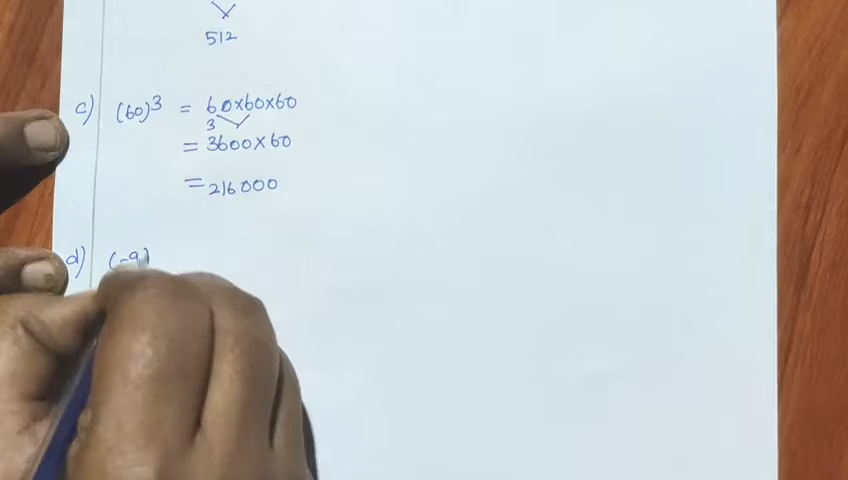 512
c) (60)³ = 60×60×60
3
= 3600×60
= 216000
d) (-9)